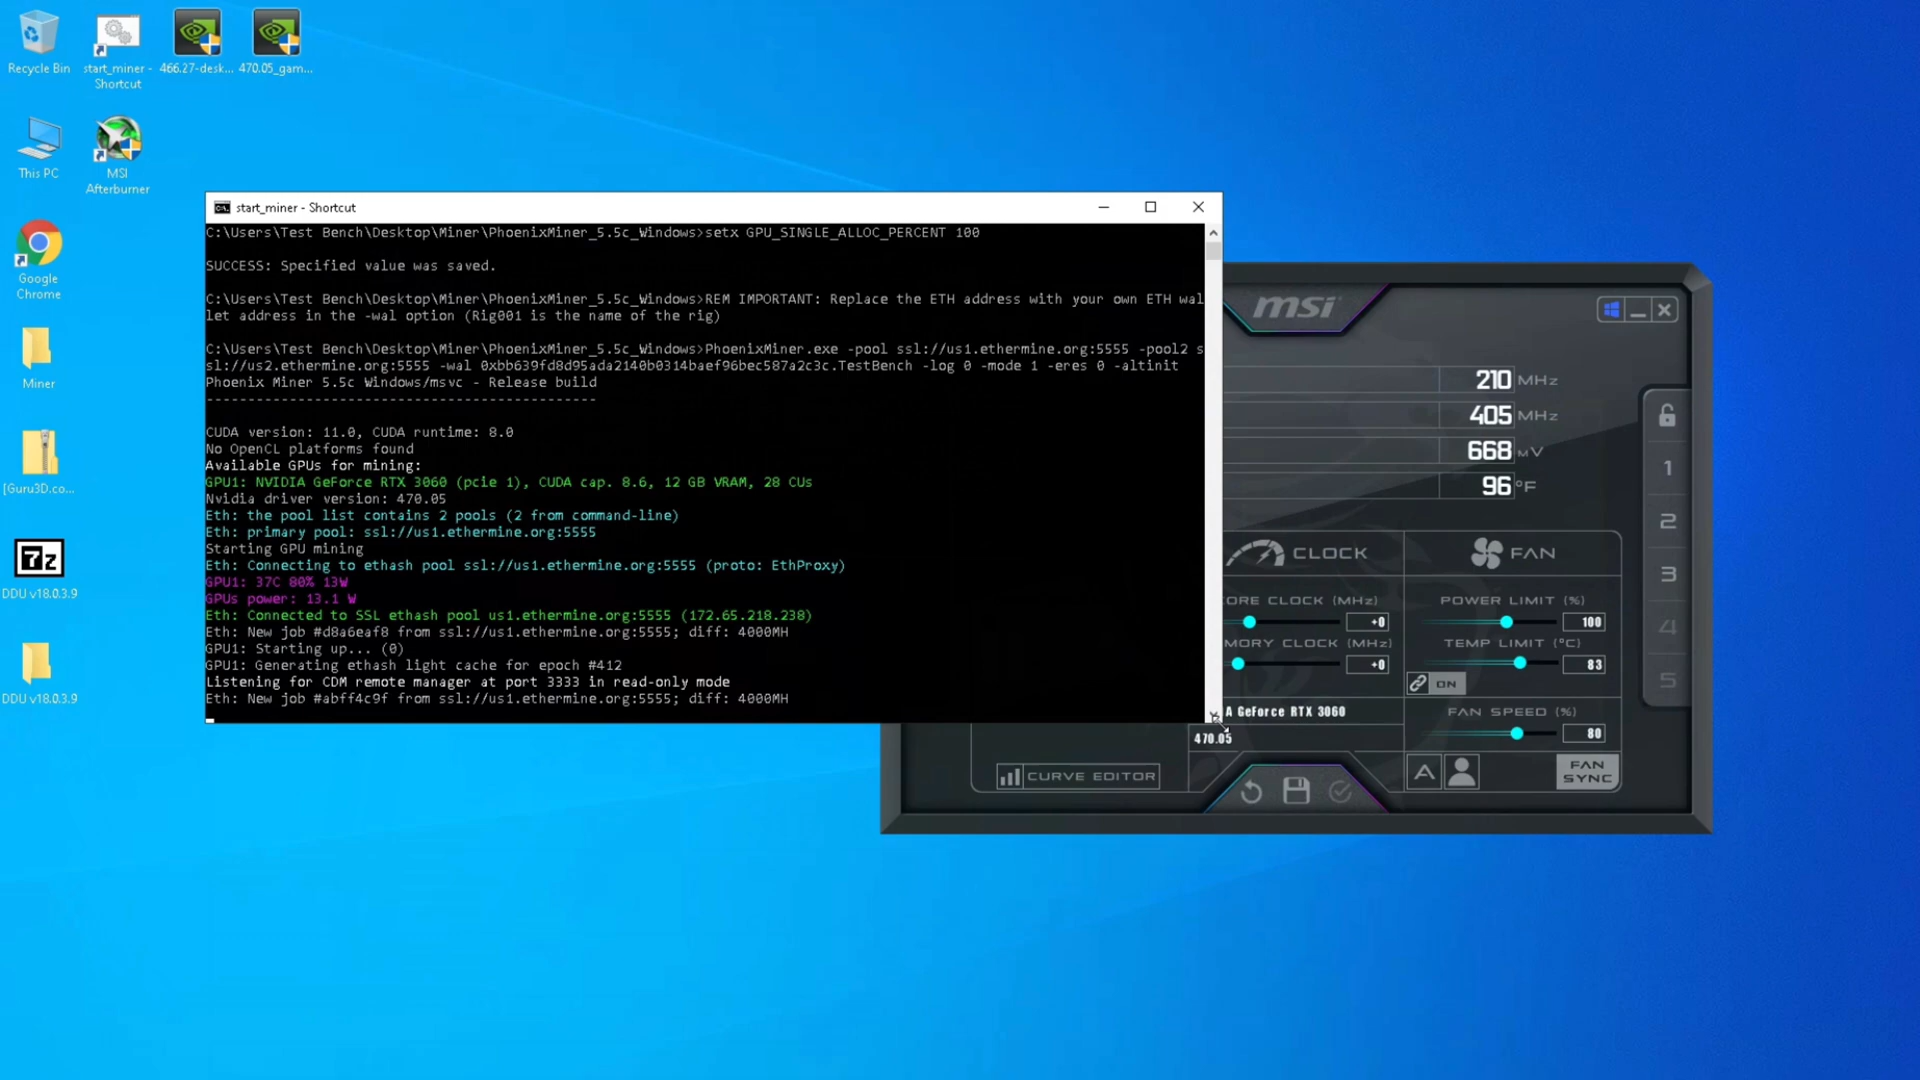 Recycle Bin
start_miner -
Shortcut
466.27-desk...
470.05_gam...
This PC
MSI
Afterburner
Google
Chrome
Miner
[Guru3D.co...
7z
DDU v18.0.3.9
DDU v18.0.3.9
start_miner - Shortcut
C:\Users\Test Bench\Desktop\Miner\PhoenixMiner_5.5c_Windows>setx GPU_SINGLE_ALLOC_PERCENT 100
SUCCESS: Specified value was saved.
C:\Users\Test Bench\Desktop\Miner\PhoenixMiner_5.5c_Windows>REM IMPORTANT: Replace the ETH address with your own ETH wal
let address in the -wal option (Rig001 is the name of the rig)
C:\Users\Test Bench\Desktop\Miner\PhoenixMiner_5.5c_Windows>PhoenixMiner.exe -pool ssl://us1.ethermine.org:5555 -pool2 s
sl://us2.ethermine.org:5555 -wal 0xbb639fd8d95ada2140b0314baef96bec587a2c3c.TestBench -log 0 -mode 1 -eres 0 -altinit
Phoenix Miner 5.5c Windows/msvc - Release build
----------------------------------------------
CUDA version: 11.0, CUDA runtime: 8.0
No OpenCL platforms found
Available GPUs for mining:
GPU1: NVIDIA GeForce RTX 3060 (pcie 1), CUDA cap. 8.6, 12 GB VRAM, 28 CUs
Nvidia driver version: 470.05
Eth: the pool list contains 2 pools (2 from command-line)
Eth: primary pool: ssl://us1.ethermine.org:5555
Starting GPU mining
Eth: Connecting to ethash pool ssl://us1.ethermine.org:5555 (proto: EthProxy)
GPU1: 37C 80% 13W
GPUs power: 13.1 W
Eth: Connected to SSL ethash pool us1.ethermine.org:5555 (172.65.218.238)
Eth: New job #d8a6eaf8 from ssl://us1.ethermine.org:5555; diff: 4000MH
GPU1: Starting up... (0)
GPU1: Generating ethash light cache for epoch #412
Listening for CDM remote manager at port 3333 in read-only mode
Eth: New job #abff4c9f from ssl://us1.ethermine.org:5555; diff: 4000MH
msi
210 MHz
405 MHz
668 MV
96 °F
1
2
3
4
5
CLOCK
FAN
ORE CLOCK (MHz)
+0
MORY CLOCK (MHz)
+0
POWER LIMIT (%)
100
TEMP LIMIT (°C)
83
ON
A GeForce RTX 3060
470.05
FAN SPEED (%)
80
CURVE EDITOR
A
FAN
SYNC